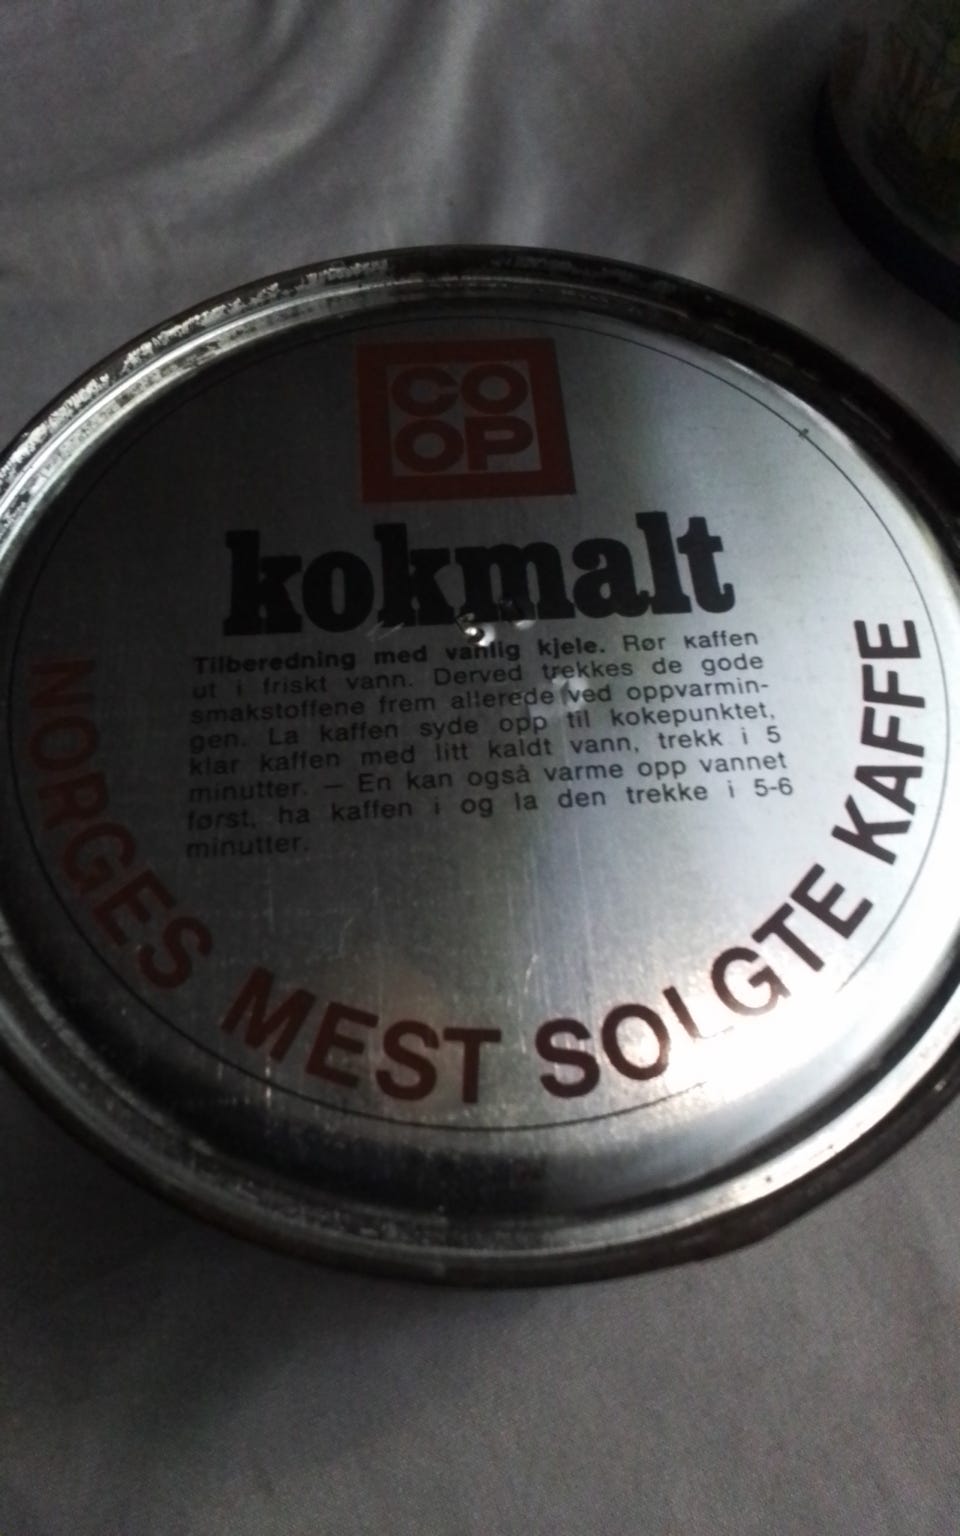 CO
OP
kokmalt
Tilberedning med vanlig kjele. Rør kaffen
ut i friskt vann. Derved trekkes de gode
smakstoffene frem allerede ved oppvarmin-
gen. La kaffen syde opp til kokepunktet,
klar kaffen med litt kaldt vann, trekk i 5
minutter. — En kan også varme opp vannet
først, ha kaffen i og la den trekke i 5-6
minutter.
NORGES MEST SOLGTE KAFFE